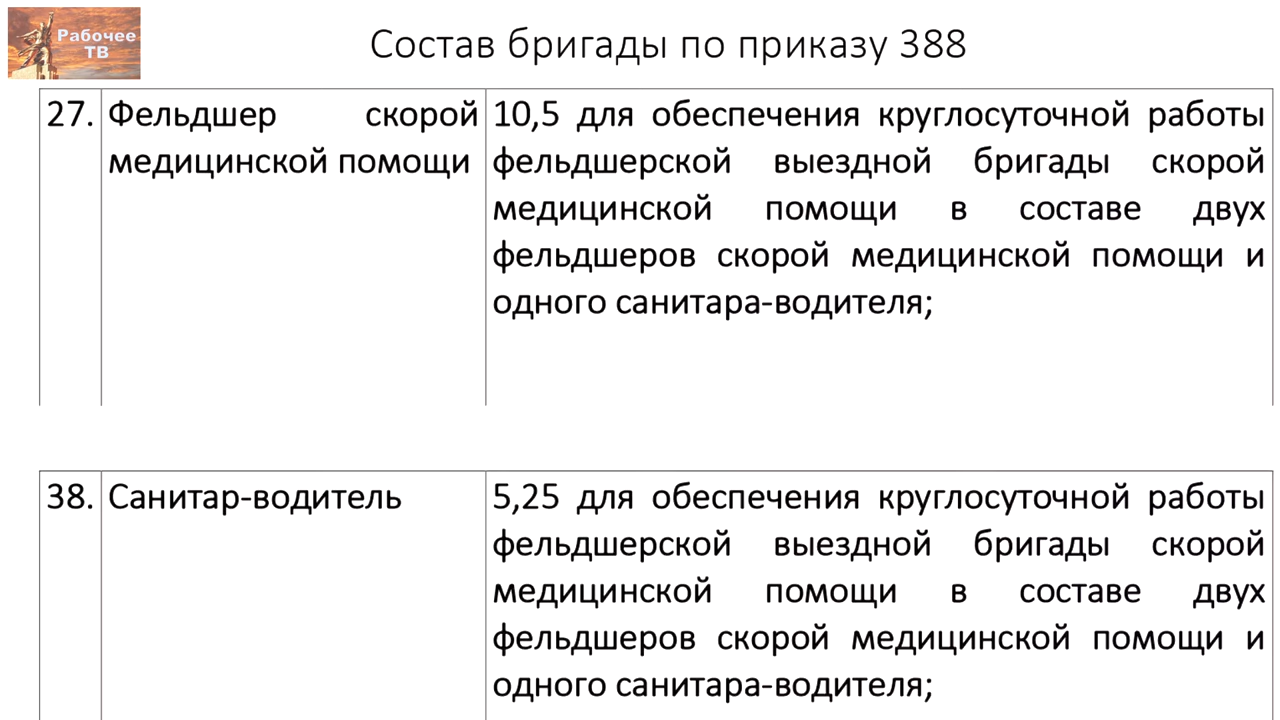 Рабочее
ТВ
Состав бригады по приказу 388
27. Фельдшер скорой 10,5 для обеспечения круглосуточной работы
медицинской помощи фельдшерской выездной бригады скорой
медицинской помощи в составе двух
фельдшеров скорой медицинской помощи и
одного санитара-водителя;
38. Санитар-водитель 5,25 для обеспечения круглосуточной работы
фельдшерской выездной бригады скорой
медицинской помощи в составе двух
фельдшеров скорой медицинской помощи и
одного санитара-водителя;